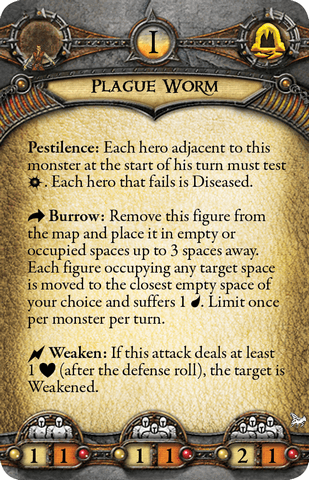 I
Plague Worm
Pestilence: Each hero adjacent to this
monster at the start of his turn must test
. Each hero that fails is Diseased.
Burrow: Remove this figure from
the map and place it in empty or
occupied spaces up to 3 spaces away.
Each figure occupying any target space
is moved to the closest empty space of
your choice and suffers 1 . Limit once
per monster per turn.
Weaken: If this attack deals at least
1 (after the defense roll), the target is
Weakened.
1 1 1 1 2 1